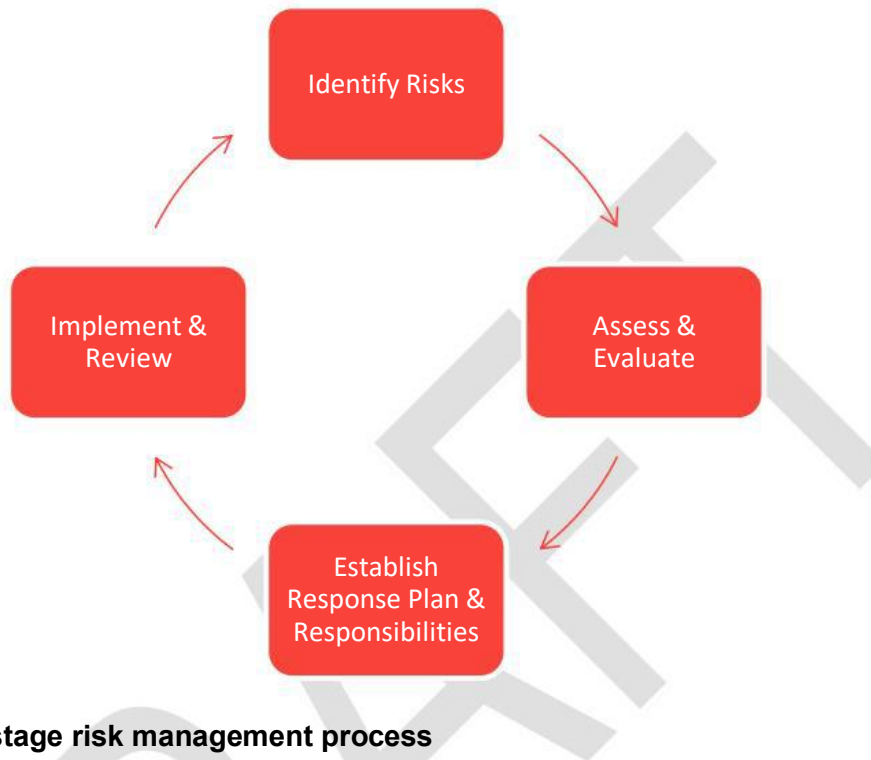 Identify Risks
Implement &
Review
Assess &
Evaluate
Establish
Response Plan &
Responsibilities
stage risk management process